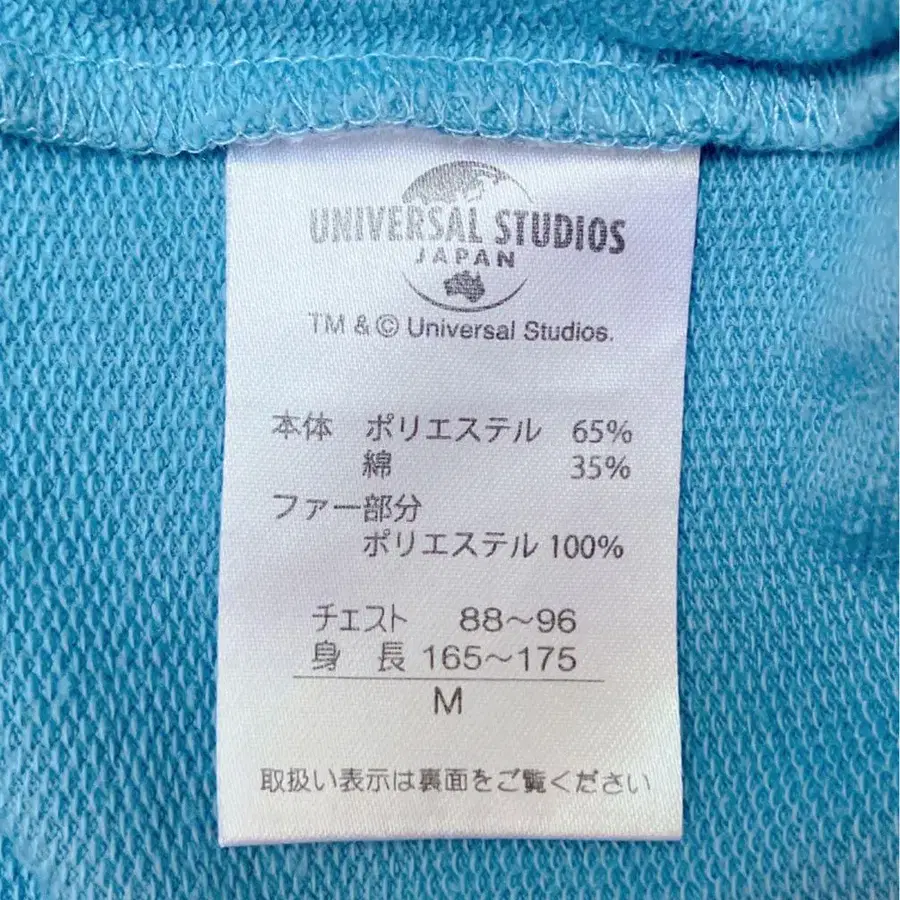 UNIVERSAL STUDIOS
JAPAN
TM & © Universal Studios.
本体 ポリエステル 65%
綿 35%
ファー部分
ポリエステル 100%
チェスト 88～96
身 長 165～175
M
取扱い表示は裏面をご覧ください